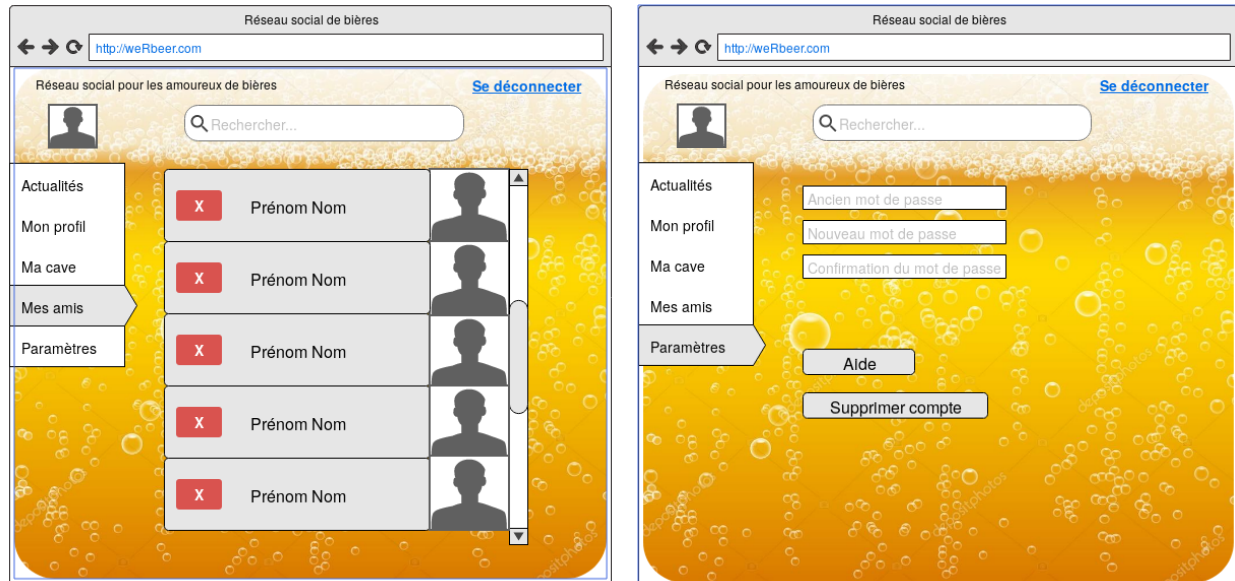 Réseau social de bières
http://weRbeer.com
Réseau social pour les amoureux de bières
Se déconnecter
Rechercher...
Actualités
Mon profil
Ma cave
Mes amis
Paramètres
X Prénom Nom
X Prénom Nom
X Prénom Nom
X Prénom Nom
X Prénom Nom
depositphotos
depositphotos
Réseau social de bières
http://weRbeer.com
Réseau social pour les amoureux de bières
Se déconnecter
Rechercher...
Actualités
Mon profil
Ma cave
Mes amis
Paramètres
Ancien mot de passe
Nouveau mot de passe
Confirmation du mot de passe
Aide
Supprimer compte
depositphotos
depositphotos